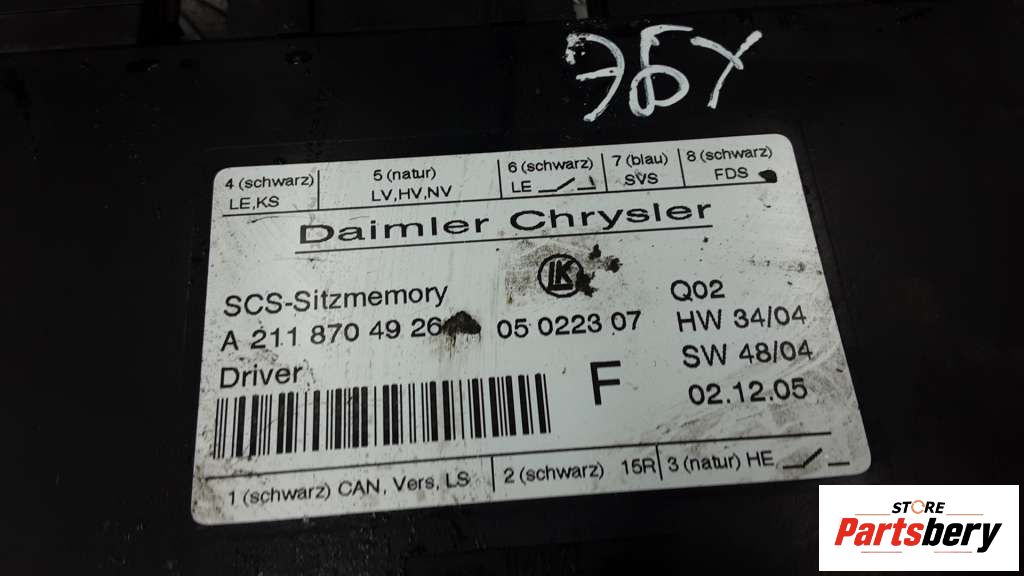 ЭБУ
4 (schwarz) 5 (natur) 6 (schwarz) 7 (blau) 8 (schwarz)
LE,KS LV,HV,NV LE SVS FDS
Daimler Chrysler
LK
SCS-Sitzmemory Q02
A 211 870 49 26 05 0223 07 HW 34/04
Driver F SW 48/04
02.12.05
1 (schwarz) CAN, Vers, LS 2 (schwarz) 15R 3 (natur) HE
STORE
Partsbery